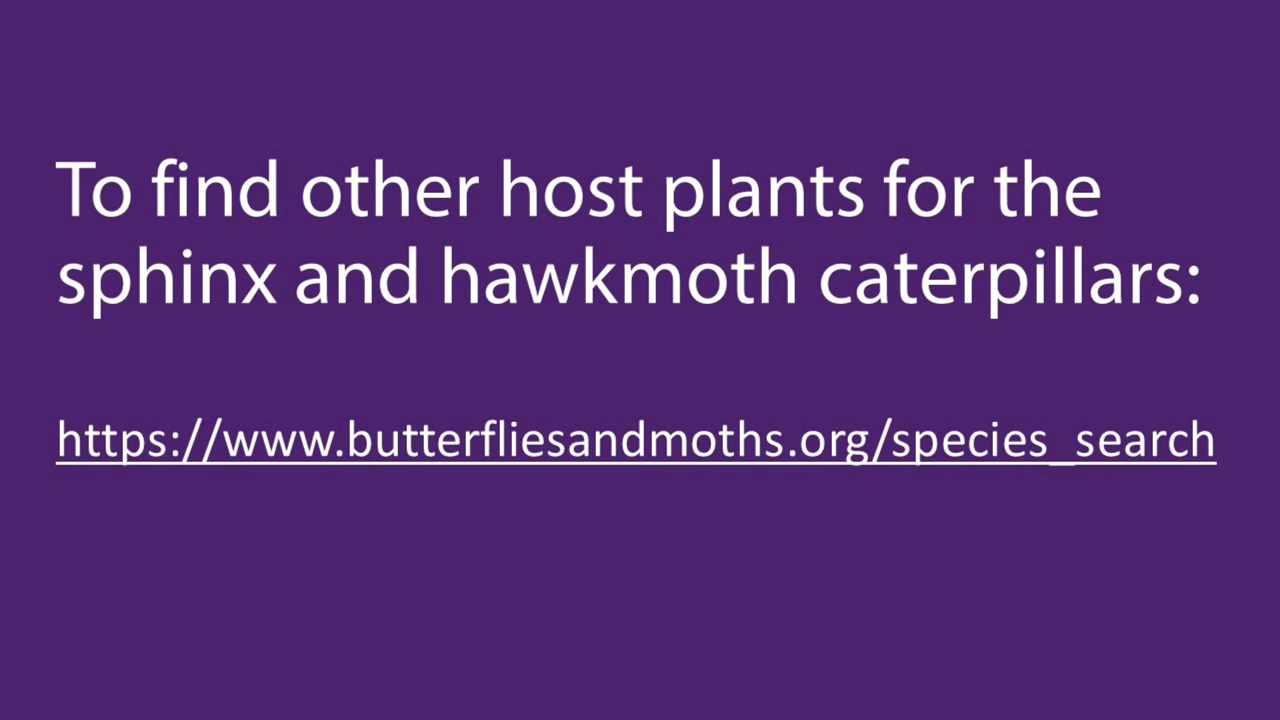 To find other host plants for the
sphinx and hawkmoth caterpillars:
https://www.butterfliesandmoths.org/species_search